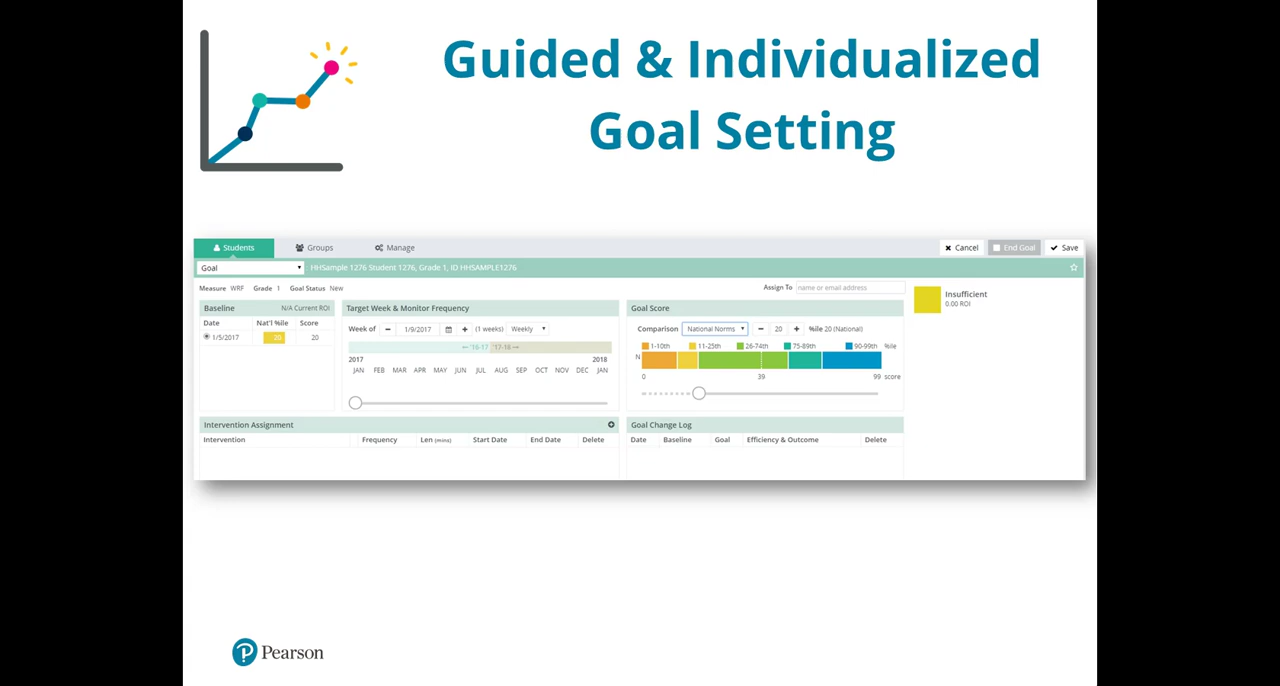 Guided & Individualized
Goal Setting
Students Groups Manage Cancel End Goal Save
Goal HHSample 1276 Student 1276, Grade 1, ID HHSAMPLE1276
Measure WRF Grade 1 Goal Status New Assign To name or email address
Insufficient
0.00 ROI
Baseline N/A Current ROI
Date Nat'l %ile Score
1/5/2017 20 20
Target Week & Monitor Frequency
Week of 1/9/2017 (1 weeks) Weekly
← '16-17 '17-18 →
2017 2018
JAN FEB MAR APR MAY JUN JUL AUG SEP OCT NOV DEC JAN
Goal Score
Comparison National Norms 20 %ile 20 (National)
1-10th 11-25th 26-74th 75-89th 90-99th %ile
N
0 39 99 score
Intervention Assignment
Intervention Frequency Len (mins) Start Date End Date Delete
Goal Change Log
Date Baseline Goal Efficiency & Outcome Delete
Pearson